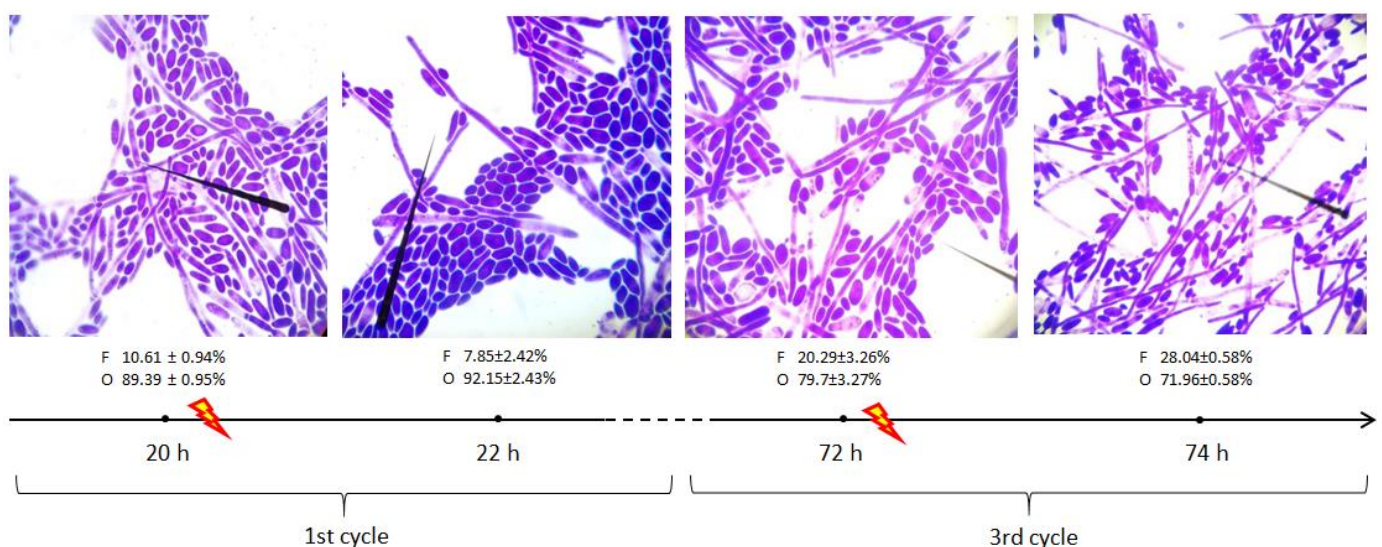 F 10.61 ± 0.94%
O 89.39 ± 0.95%
F 7.85±2.42%
O 92.15±2.43%
F 20.29±3.26%
O 79.7±3.27%
F 28.04±0.58%
O 71.96±0.58%
20 h
22 h
72 h
74 h
1st cycle
3rd cycle